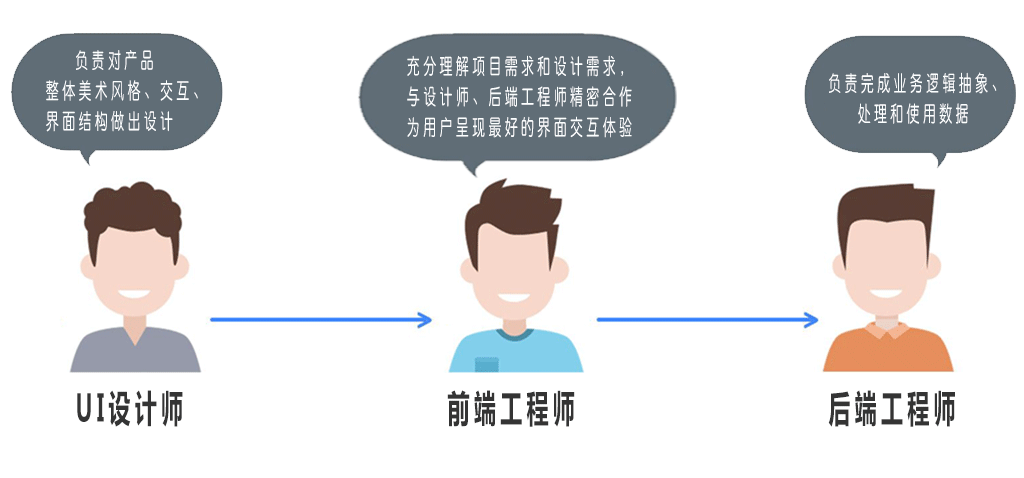 负责对产品
整体美术风格、交互、
界面结构做出设计
充分理解项目需求和设计需求，
与设计师、后端工程师精密合作
为用户呈现最好的界面交互体验
负责完成业务逻辑抽象、
处理和使用数据
UI设计师
前端工程师
后端工程师